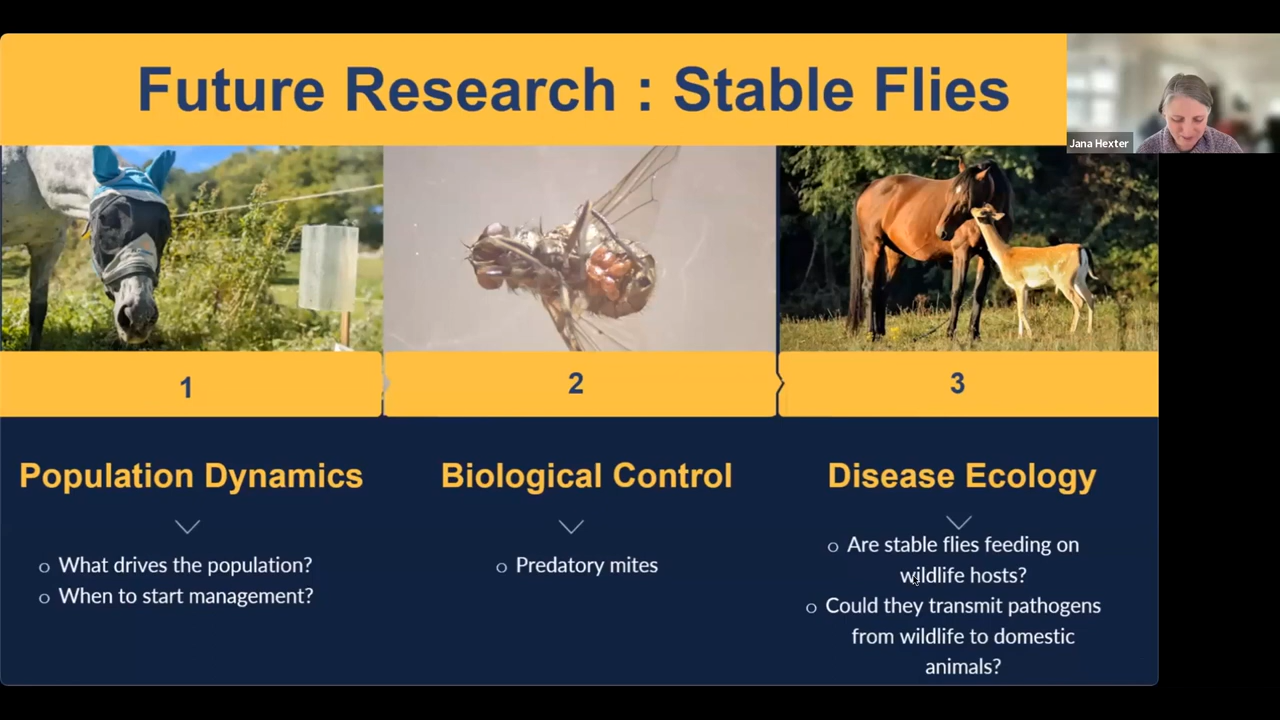 Future Research : Stable Flies
Jana Hexter
1
2
3
Population Dynamics
o What drives the population?
o When to start management?
Biological Control
o Predatory mites
Disease Ecology
o Are stable flies feeding on
wildlife hosts?
o Could they transmit pathogens
from wildlife to domestic
animals?